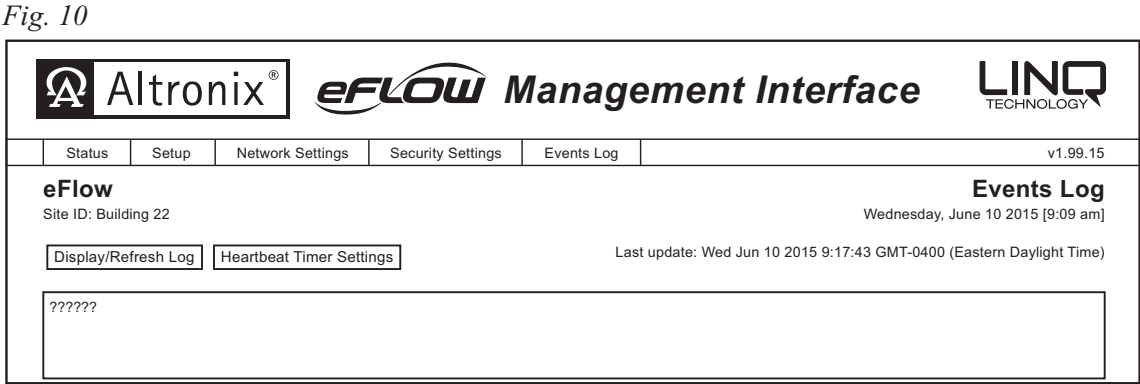 Fig. 10
Altronix® eFLOW Management Interface LINQ TECHNOLOGY
Status Setup Network Settings Security Settings Events Log v1.99.15
eFlow Events Log
Site ID: Building 22 Wednesday, June 10 2015 [9:09 am]
Display/Refresh Log Heartbeat Timer Settings Last update: Wed Jun 10 2015 9:17:43 GMT-0400 (Eastern Daylight Time)
??????